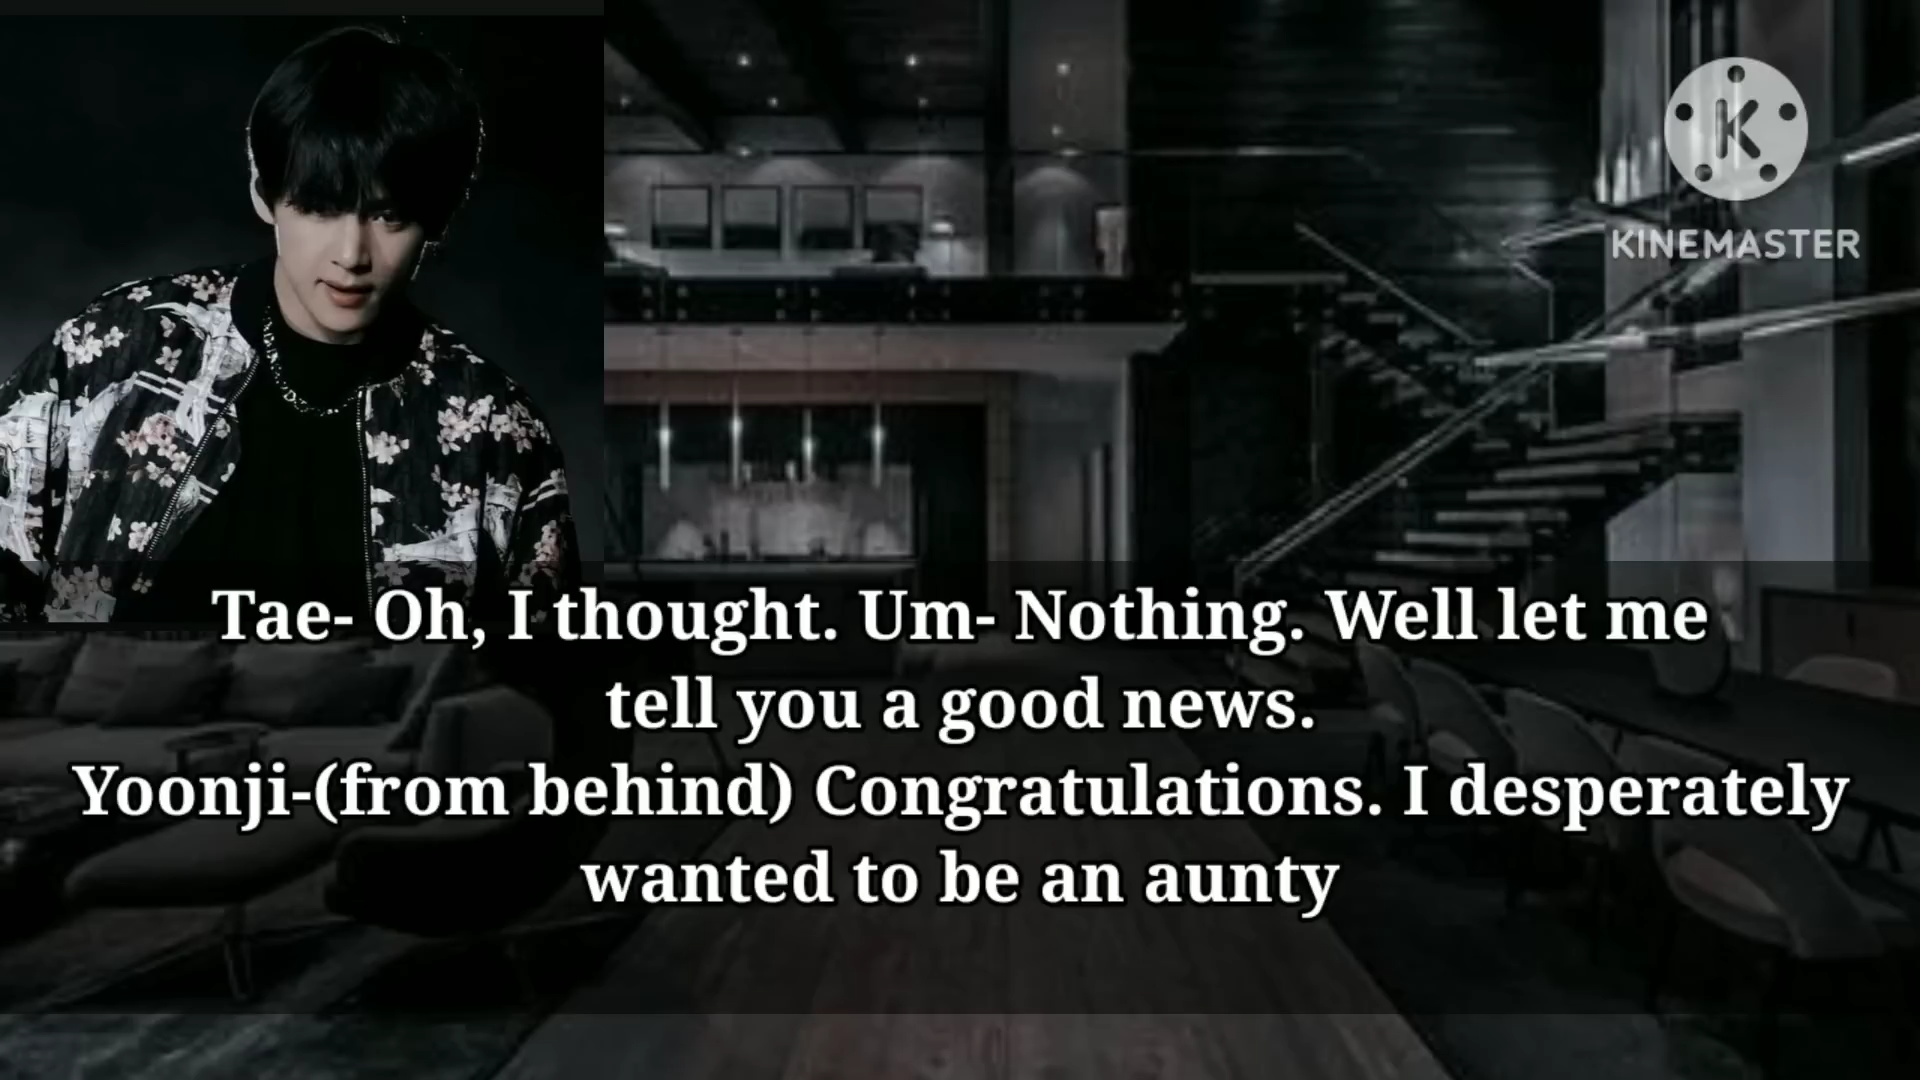 KINEMASTER
Tae- Oh, I thought. Um- Nothing. Well let me
tell you a good news.
Yoonji-(from behind) Congratulations. I desperately
wanted to be an aunty